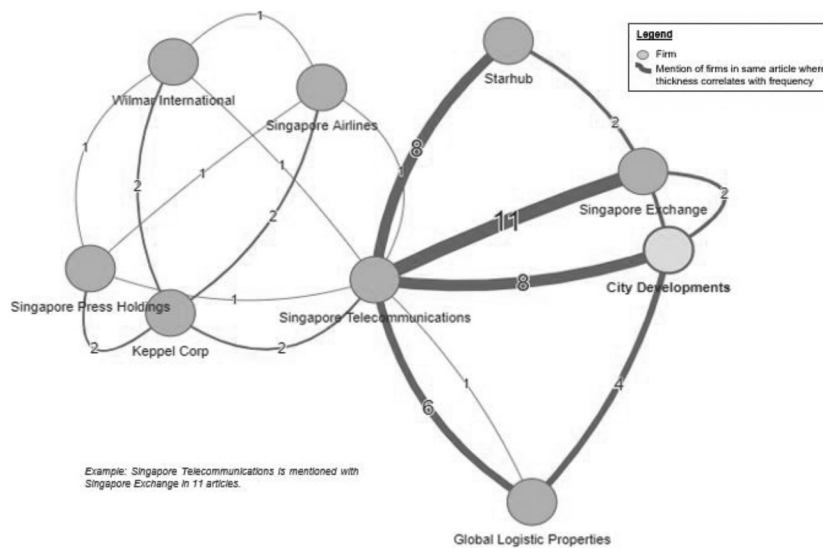 Legend
Firm
Mention of firms in same article where
thickness correlates with frequency
1
Starhub
Wilmar International
Singapore Airlines
2
8
1
1
1
1
2
Singapore Exchange
2
2
11
Singapore Press Holdings
1
Singapore Telecommunications
8
City Developments
Keppel Corp
2
2
1
4
6
Example: Singapore Telecommunications is mentioned with
Singapore Exchange in 11 articles.
Global Logistic Properties